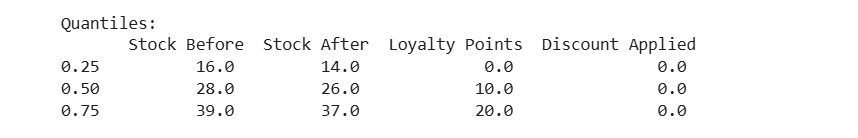 Quantiles:
Stock Before Stock After Loyalty Points Discount Applied
0.25 16.0 14.0 0.0 0.0
0.50 28.0 26.0 10.0 0.0
0.75 39.0 37.0 20.0 0.0